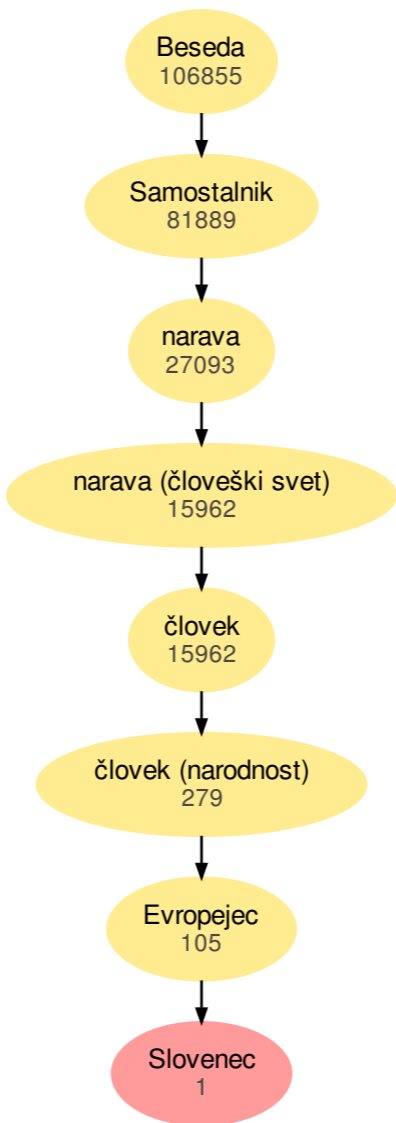 Beseda
106855
Samostalnik
81889
narava
27093
narava (človeški svet)
15962
človek
15962
človek (narodnost)
279
Evropejec
105
Slovenec
1